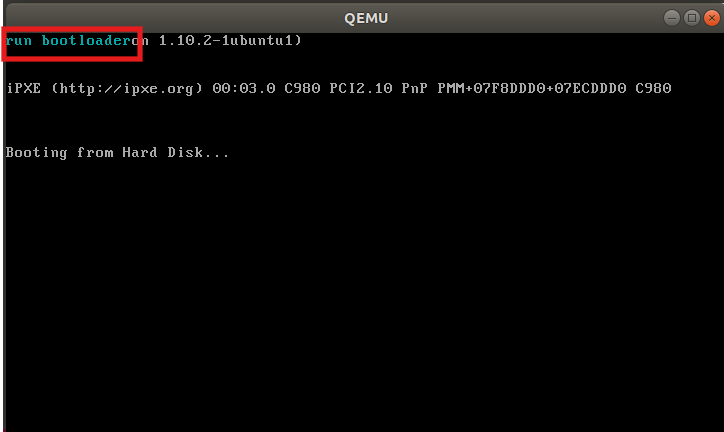 QEMU
run bootloaderon 1.10.2-1ubuntu1)
iPXE (http://ipxe.org) 00:03.0 C980 PCI2.10 PnP PMM+07F8DDD0+07ECDDD0 C980
Booting from Hard Disk...